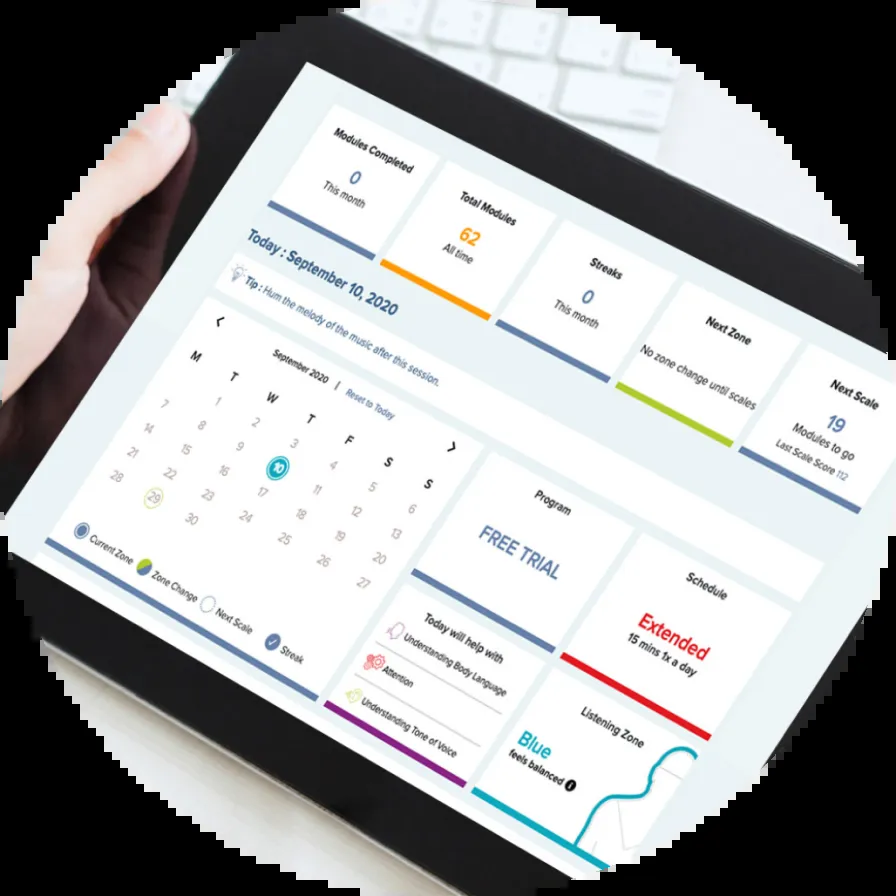 Modules Completed
0
This month
Total Modules
62
All time
Streaks
0
This month
Next Zone
No zone change until scales
Next Scale
19
Modules to go
Last Scale Score 112
Today : September 10, 2020
Tip : Hum the melody of the music after this session.
< September 2020 | Reset to Today >
M T W T F S S
1 2 3 4 5 6
7 8 9 10 11 12 13
14 15 16 17 18 19 20
21 22 23 24 25 26 27
28 29 30
Current Zone Zone Change Next Scale Streak
Program
FREE TRIAL
Schedule
Extended
15 mins 1x a day
Today will help with
Understanding Body Language
Attention
Understanding Tone of Voice
Listening Zone
Blue
feels balanced i